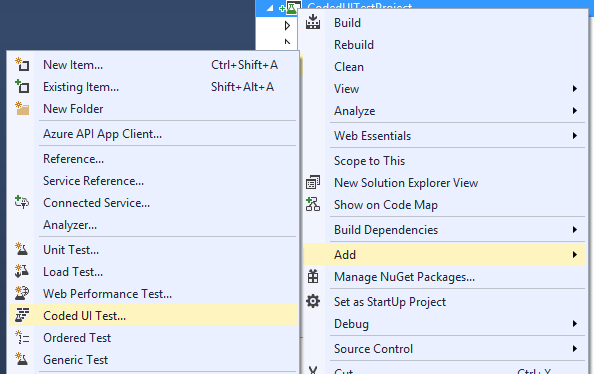 CodedUITestProject
Build
Rebuild
Clean
View
Analyze
Web Essentials
Scope to This
New Solution Explorer View
Show on Code Map
Build Dependencies
Add
Manage NuGet Packages...
Set as StartUp Project
Debug
Source Control
Cut Ctrl+X
New Item... Ctrl+Shift+A
Existing Item... Shift+Alt+A
New Folder
Azure API App Client...
Reference...
Service Reference...
Connected Service...
Analyzer...
Unit Test...
Load Test...
Web Performance Test...
Coded UI Test...
Ordered Test
Generic Test